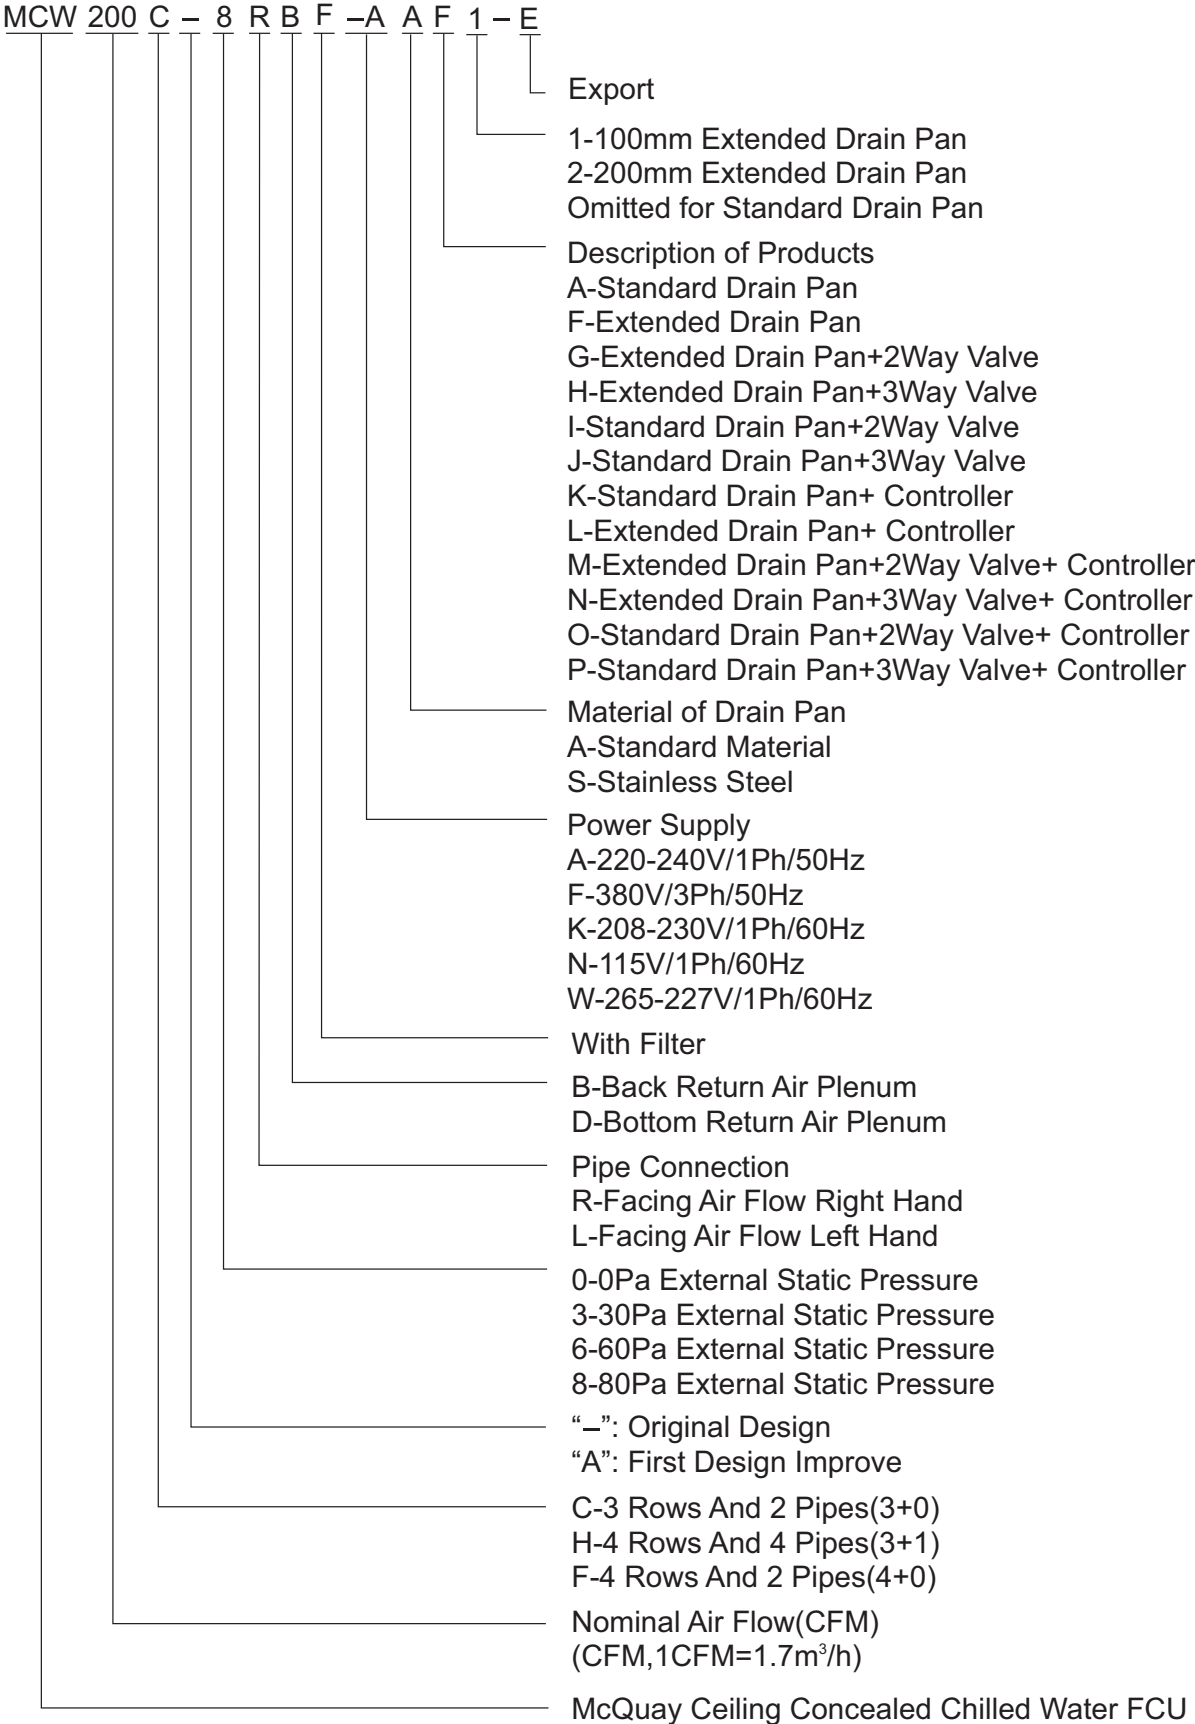 MCW 200 C – 8 R B F –A A F 1 – E
Export
1-100mm Extended Drain Pan
2-200mm Extended Drain Pan
Omitted for Standard Drain Pan
Description of Products
A-Standard Drain Pan
F-Extended Drain Pan
G-Extended Drain Pan+2Way Valve
H-Extended Drain Pan+3Way Valve
I-Standard Drain Pan+2Way Valve
J-Standard Drain Pan+3Way Valve
K-Standard Drain Pan+ Controller
L-Extended Drain Pan+ Controller
M-Extended Drain Pan+2Way Valve+ Controller
N-Extended Drain Pan+3Way Valve+ Controller
O-Standard Drain Pan+2Way Valve+ Controller
P-Standard Drain Pan+3Way Valve+ Controller
Material of Drain Pan
A-Standard Material
S-Stainless Steel
Power Supply
A-220-240V/1Ph/50Hz
F-380V/3Ph/50Hz
K-208-230V/1Ph/60Hz
N-115V/1Ph/60Hz
W-265-227V/1Ph/60Hz
With Filter
B-Back Return Air Plenum
D-Bottom Return Air Plenum
Pipe Connection
R-Facing Air Flow Right Hand
L-Facing Air Flow Left Hand
0-0Pa External Static Pressure
3-30Pa External Static Pressure
6-60Pa External Static Pressure
8-80Pa External Static Pressure
“–”: Original Design
“A”: First Design Improve
C-3 Rows And 2 Pipes(3+0)
H-4 Rows And 4 Pipes(3+1)
F-4 Rows And 2 Pipes(4+0)
Nominal Air Flow(CFM)
(CFM,1CFM=1.7m³/h)
McQuay Ceiling Concealed Chilled Water FCU